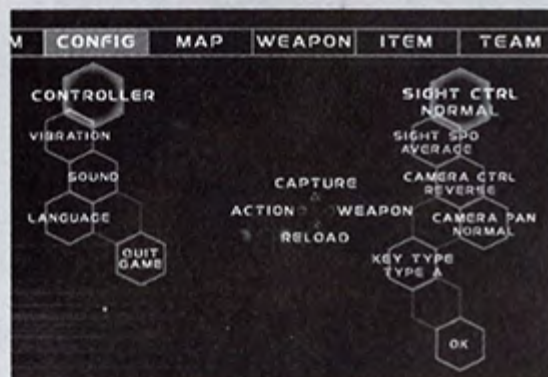 M CONFIG MAP WEAPON ITEM TEAM
CONTROLLER
VIBRATION
SOUND
LANGUAGE
QUIT
GAME
CAPTURE
ACTION WEAPON
RELOAD
SIGHT CTRL
NORMAL
SIGHT SPD
AVERAGE
CAMERA CTRL
REVERSE
CAMERA PAN
NORMAL
KEY TYPE
TYPE A
OK